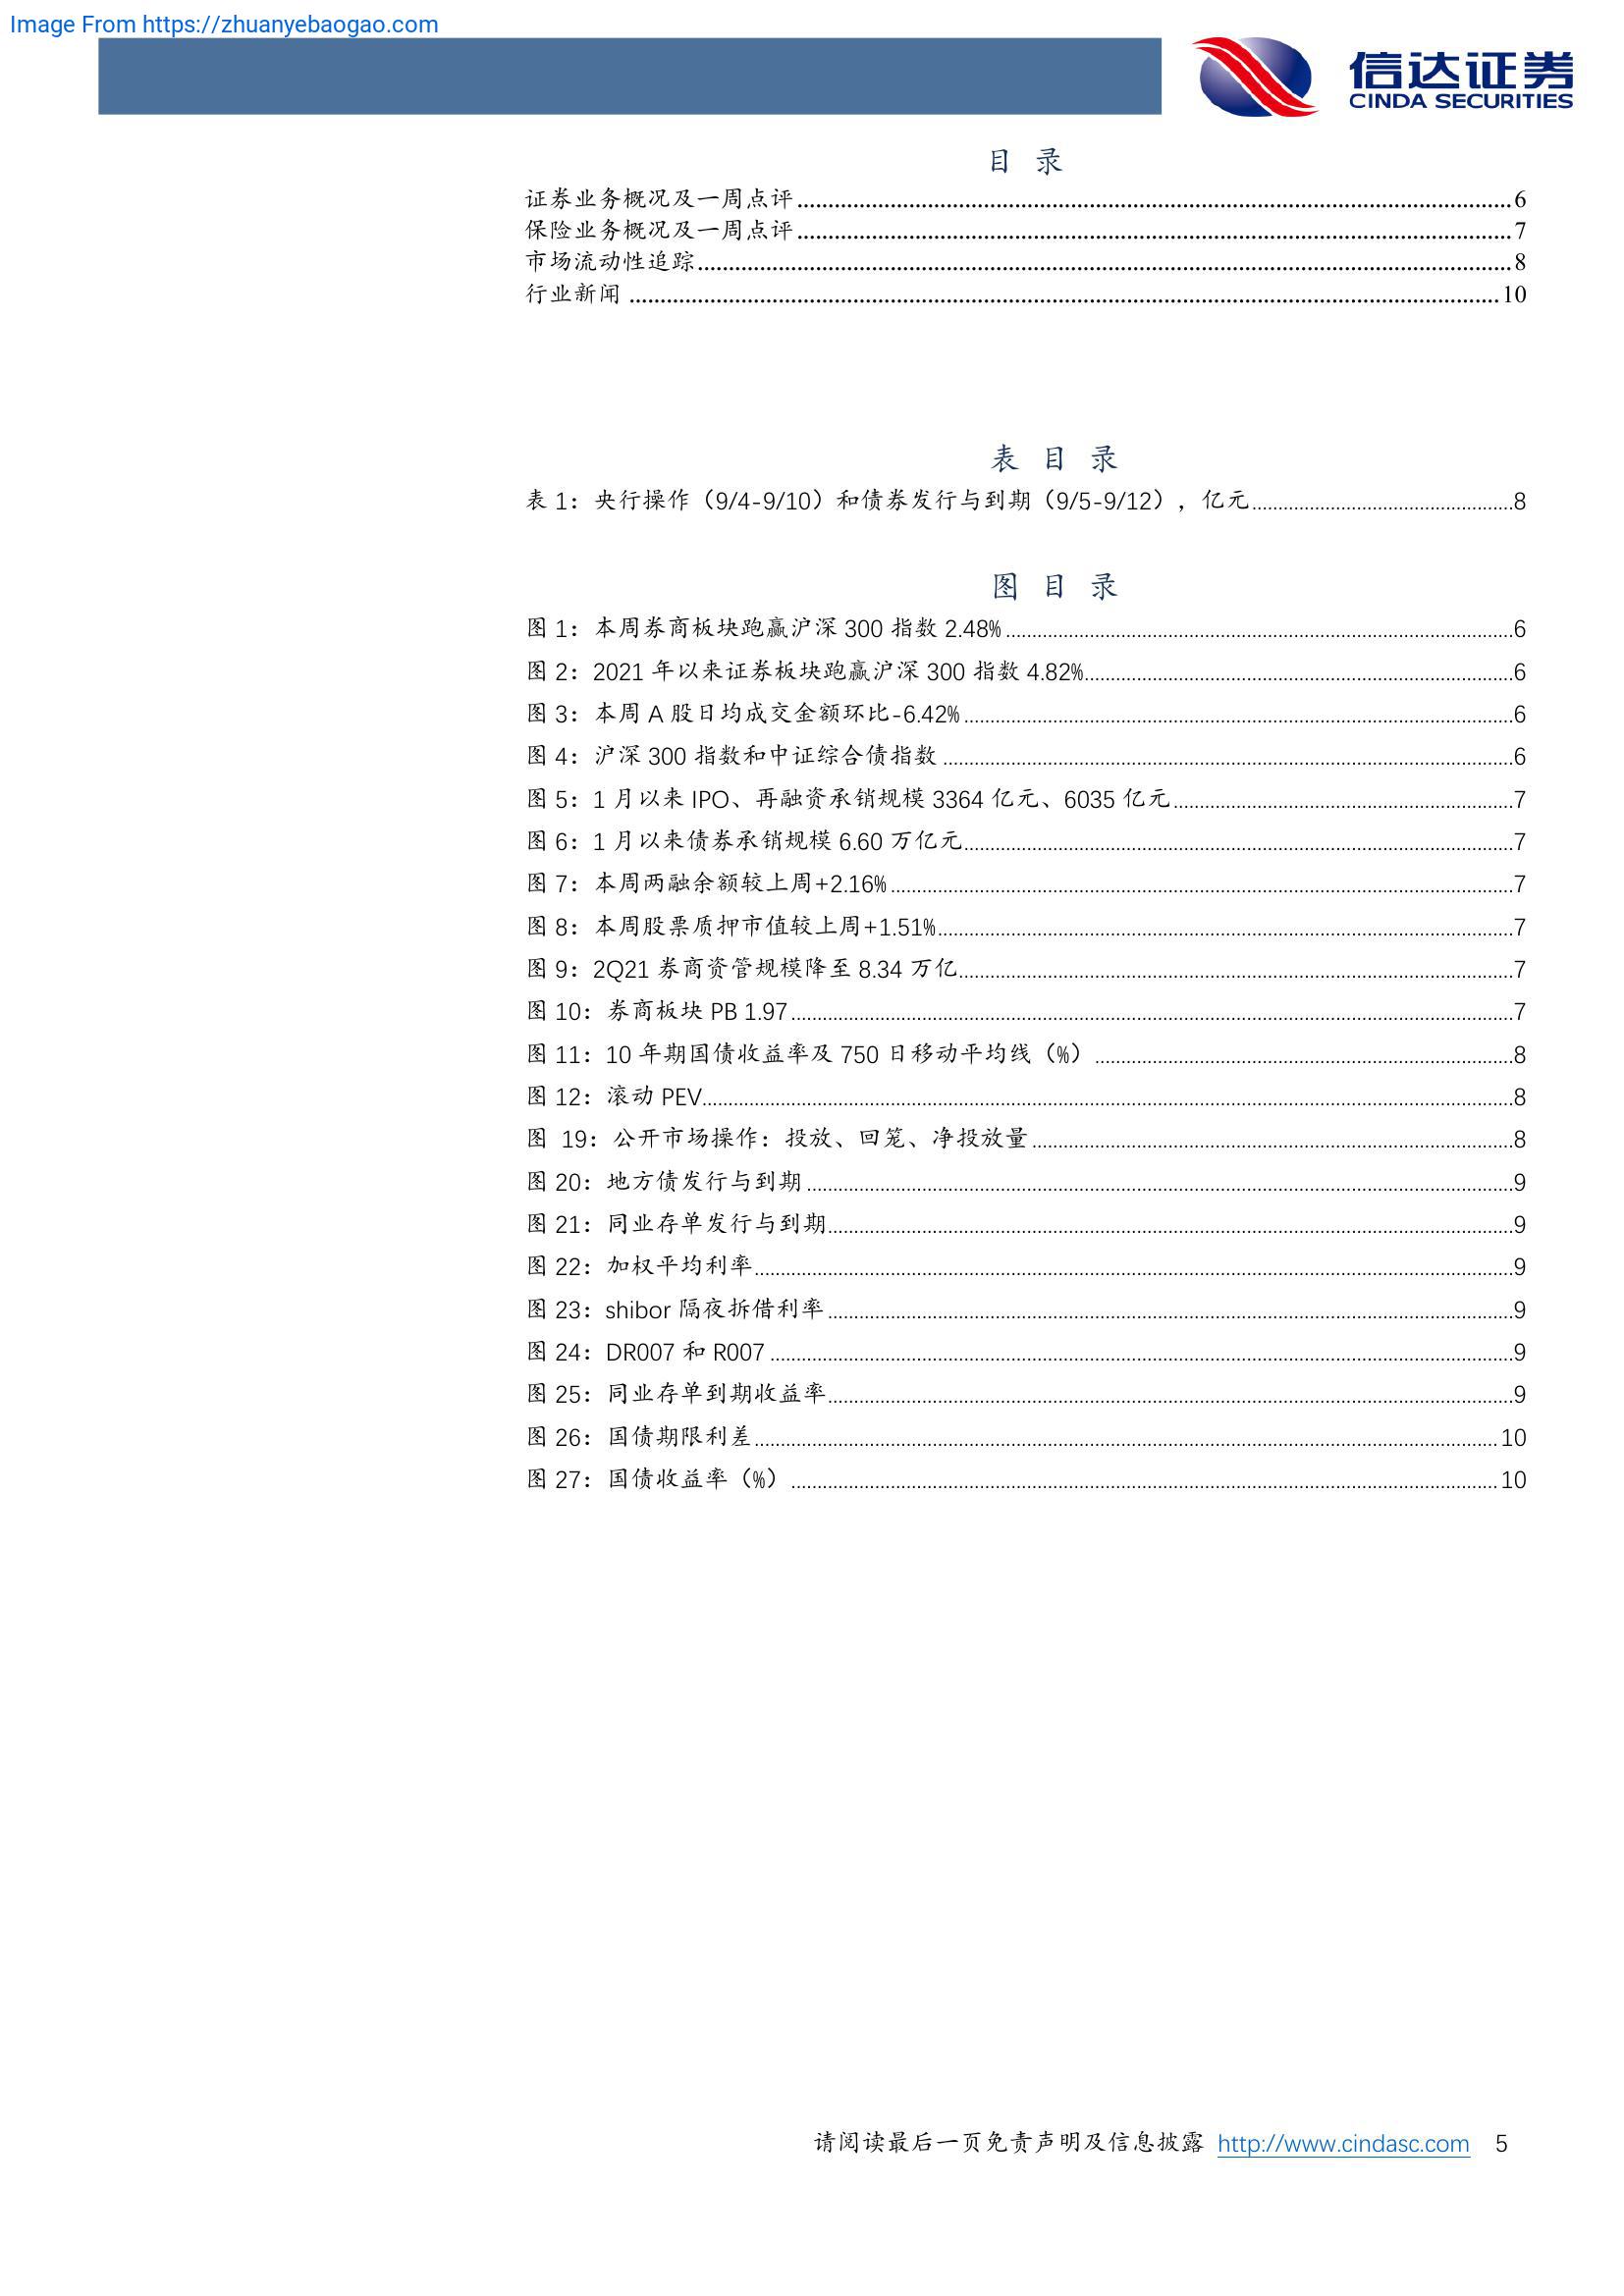 Image From https://zhuanyebaogao.com
信达证券
CINDA SECURITIES
目 录
证券业务概况及一周点评........................6
保险业务概况及一周点评........................7
市场流动性追踪........................8
行业新闻........................10
表 目 录
表 1：央行操作（9/4-9/10）和债券发行与到期（9/5-9/12），亿元........................8
图 目 录
图 1：本周券商板块跑赢沪深 300 指数 2.48%........................6
图 2：2021 年以来证券板块跑赢沪深 300 指数 4.82%........................6
图 3：本周 A 股日均成交金额环比-6.42%........................6
图 4：沪深 300 指数和中证综合债指数........................6
图 5：1 月以来 IPO、再融资承销规模 3364 亿元、6035 亿元........................7
图 6：1 月以来债券承销规模 6.60 万亿元........................7
图 7：本周两融余额较上周+2.16%........................7
图 8：本周股票质押市值较上周+1.51%........................7
图 9：2Q21 券商资管规模降至 8.34 万亿........................7
图 10：券商板块 PB 1.97........................7
图 11：10 年期国债收益率及 750 日移动平均线（%）........................8
图 12：滚动 PEV........................8
图 19：公开市场操作：投放、回笼、净投放量........................8
图 20：地方债发行与到期........................9
图 21：同业存单发行与到期........................9
图 22：加权平均利率........................9
图 23：shibor 隔夜拆借利率........................9
图 24：DR007 和 R007........................9
图 25：同业存单到期收益率........................9
图 26：国债期限利差........................10
图 27：国债收益率（%）........................10
请阅读最后一页免责声明及信息披露 http://www.cindasc.com 5